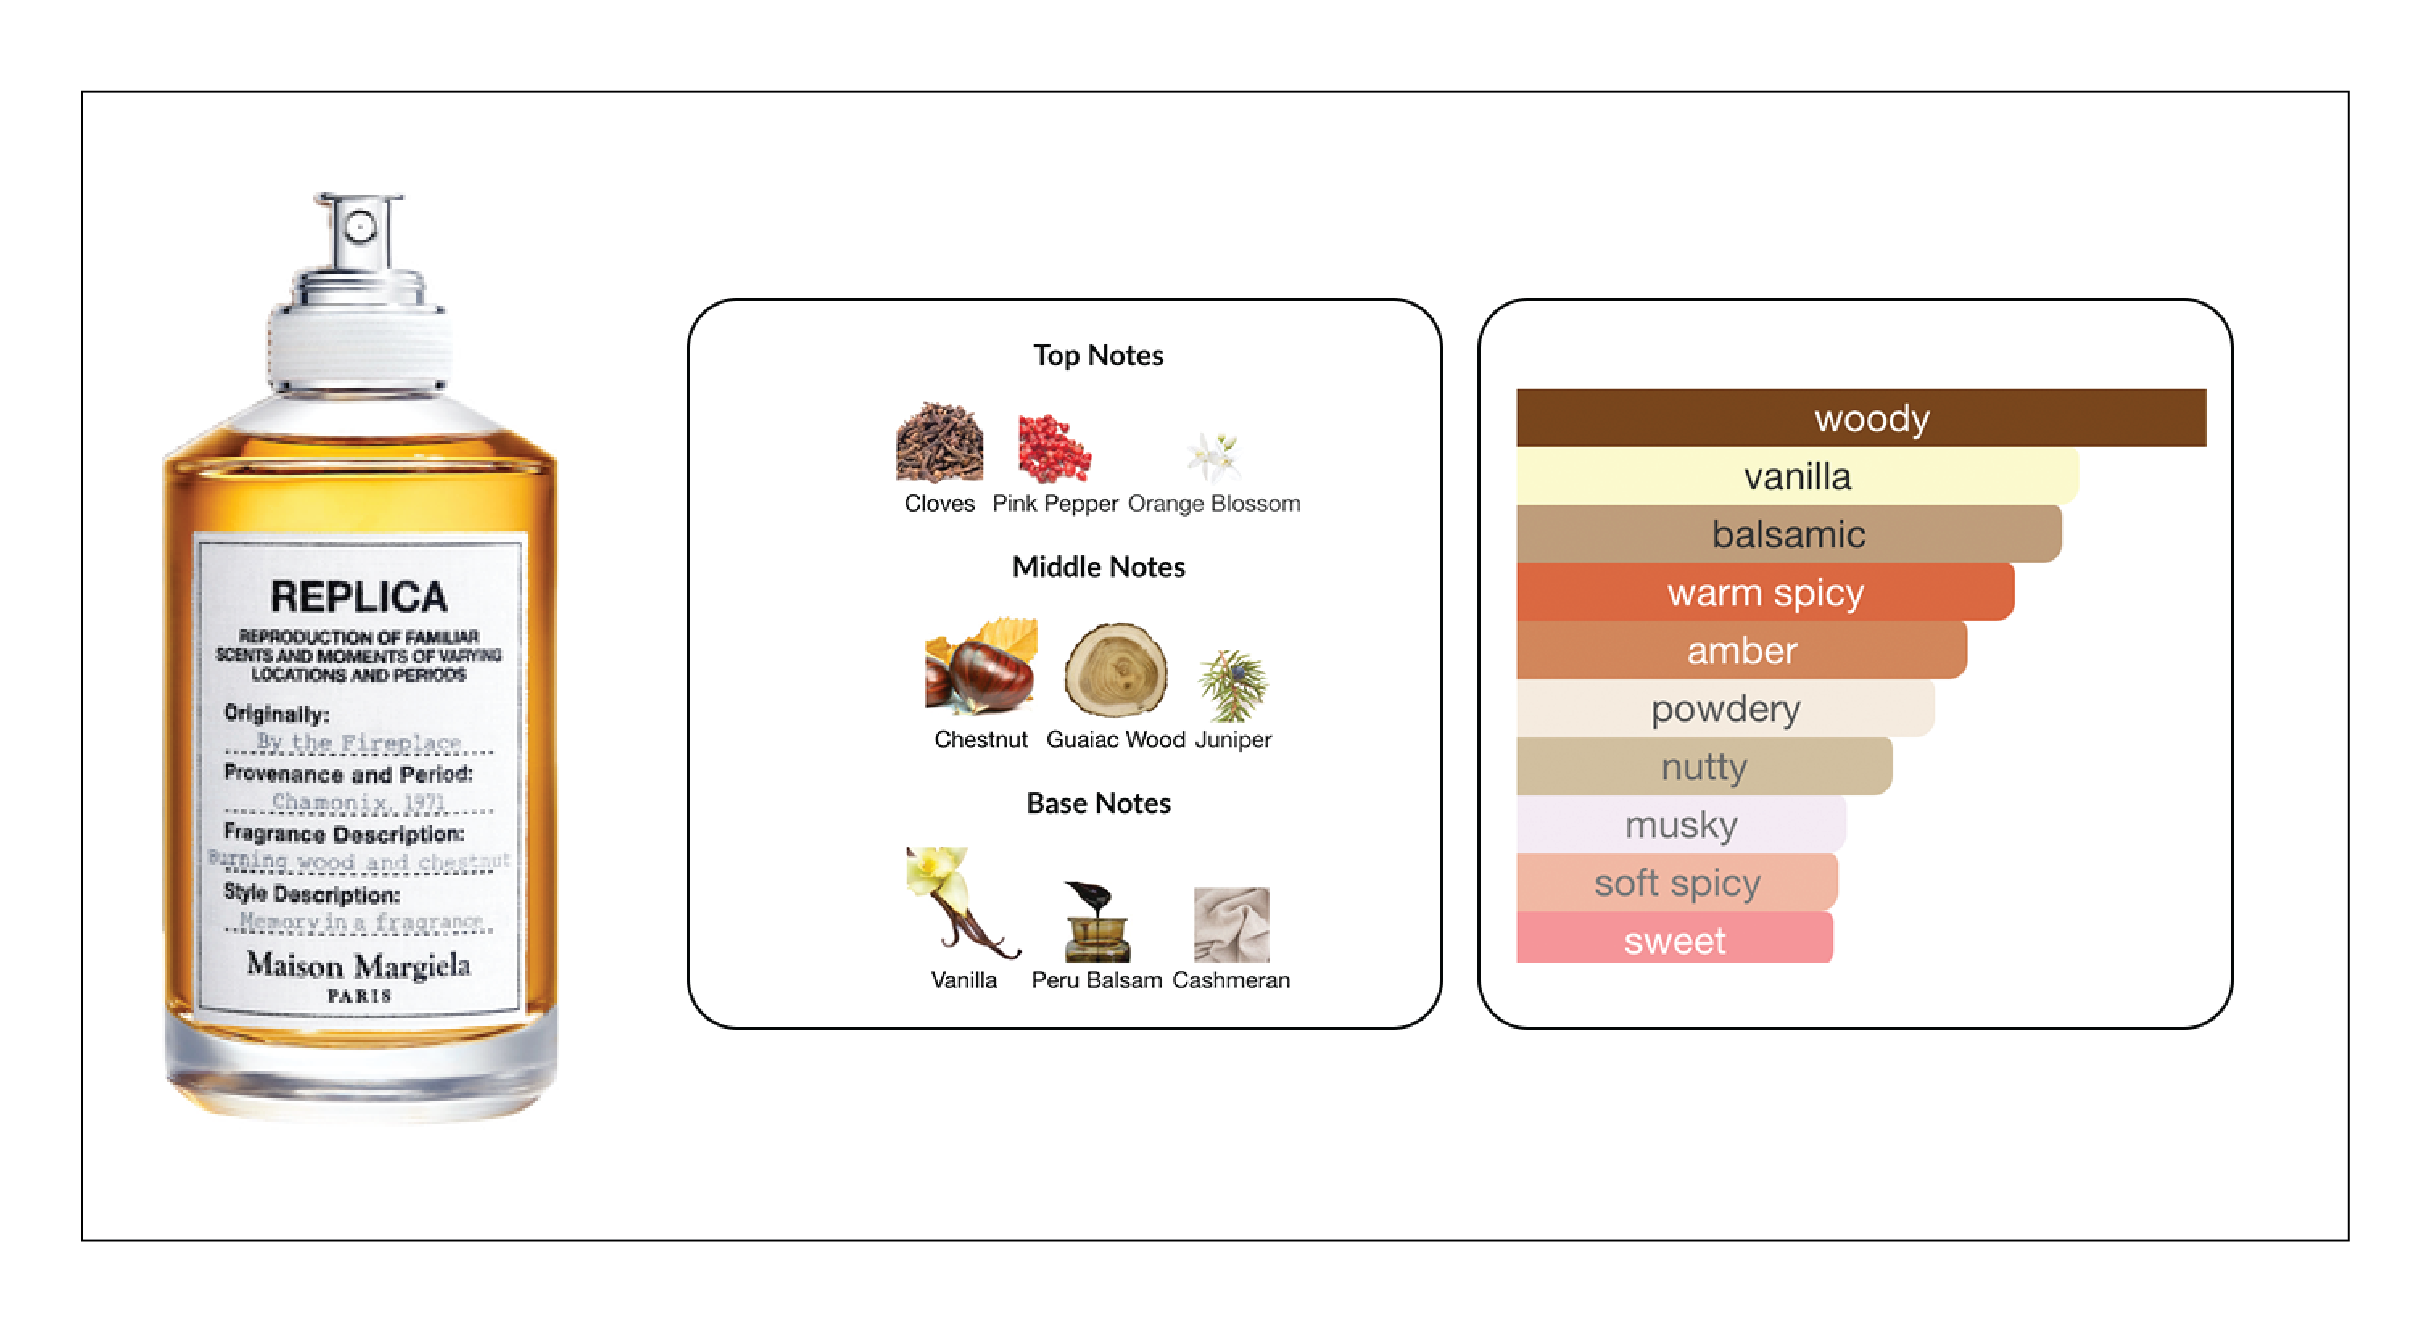 REPLICA
REPRODUCTION OF FAMILIAR
SCENTS AND MOMENTS OF VARYING
LOCATIONS AND PERIODS
Originally:
By the Fireplace
Provenance and Period:
Chamonix, 1971
Fragrance Description:
Burning wood and chestnut
Style Description:
Memory in a fragrance
Maison Margiela
PARIS
Top Notes
Cloves Pink Pepper Orange Blossom
Middle Notes
Chestnut Guaiac Wood Juniper
Base Notes
Vanilla Peru Balsam Cashmeran
woody
vanilla
balsamic
warm spicy
amber
powdery
nutty
musky
soft spicy
sweet